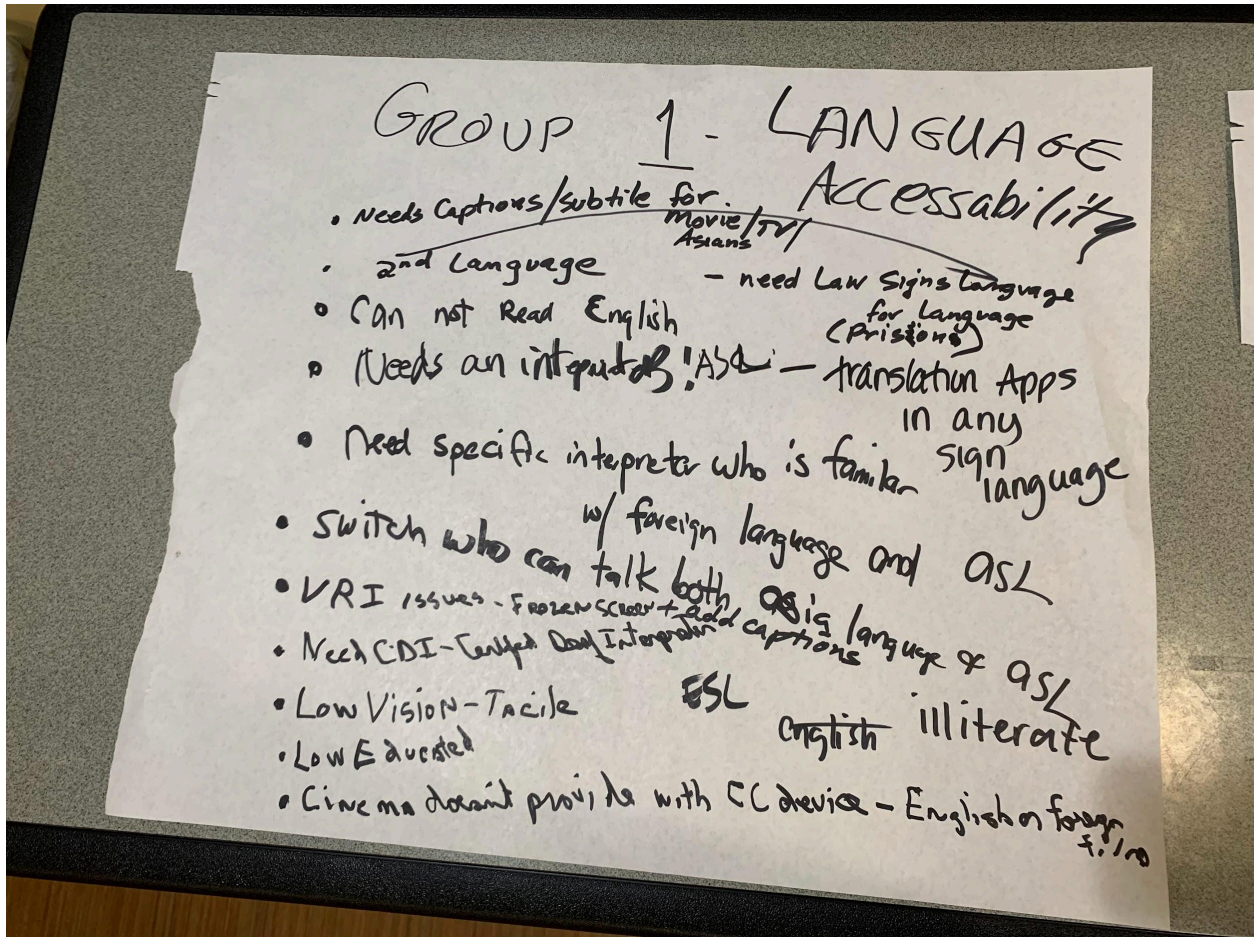 GROUP 1 - LANGUAGE
Accessability
• Needs Captions/subtile for
Movie/TV/
Asians
• 2nd Language
- need Law Signs Language
for Language
(Prisions)
• Can not Read English
• Needs an ! ASL - translation Apps
in any
sign
language
• Need specific interpretor who is familar
w/ foreign language and ASL
• Switch who can talk both language & ASL
• VRI issues - FROZEN SCREEN + add captions
• Need CDI - Certified Deaf Interpreter
• Low Vision - Tacile
ESL
english illiterate
• Low Educated
• Cinema doesn't provide with CC device - English or foreign
films